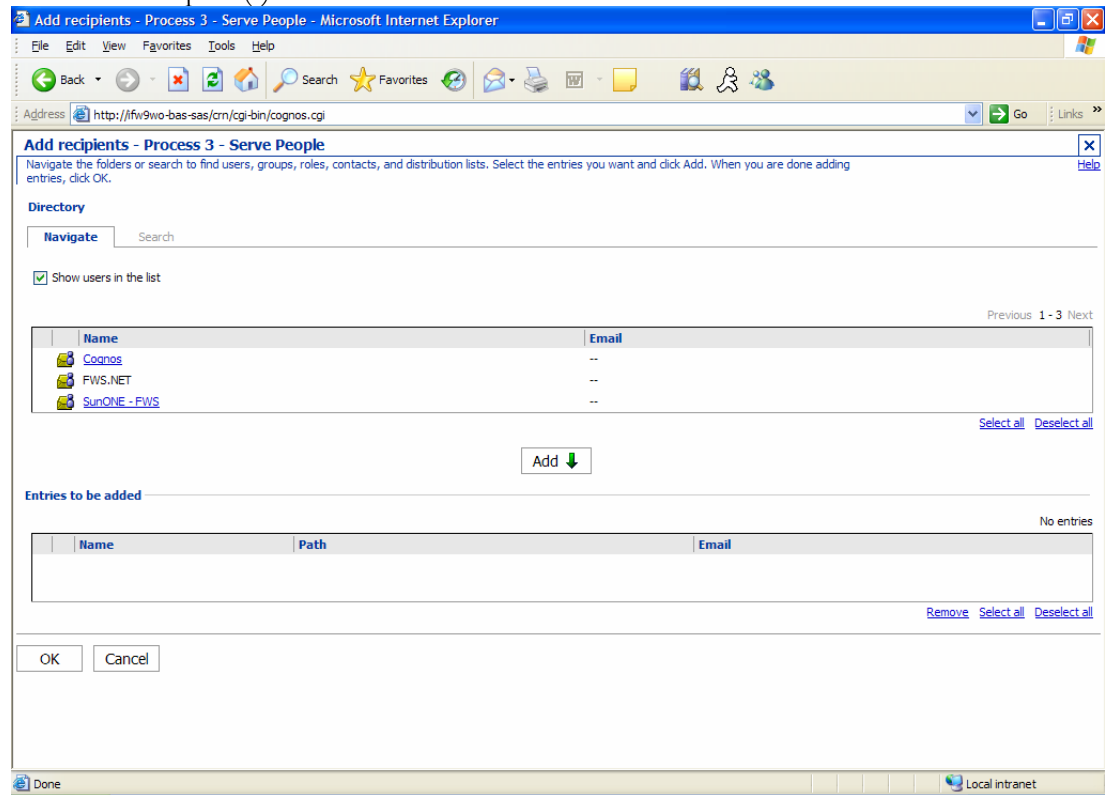 Add recipients - Process 3 - Serve People - Microsoft Internet Explorer
File Edit View Favorites Tools Help
Back Search Favorites
Address http://ifw9wo-bas-sas/crn/cgi-bin/cognos.cgi Go Links »
Add recipients - Process 3 - Serve People
Navigate the folders or search to find users, groups, roles, contacts, and distribution lists. Select the entries you want and click Add. When you are done adding Help
entries, click OK.
Directory
Navigate Search
Show users in the list
Previous 1 - 3 Next
Name Email
Cognos --
FWS.NET --
SunONE - FWS --
Select all Deselect all
Add
Entries to be added
No entries
Name Path Email
Remove Select all Deselect all
OK Cancel
Done Local intranet